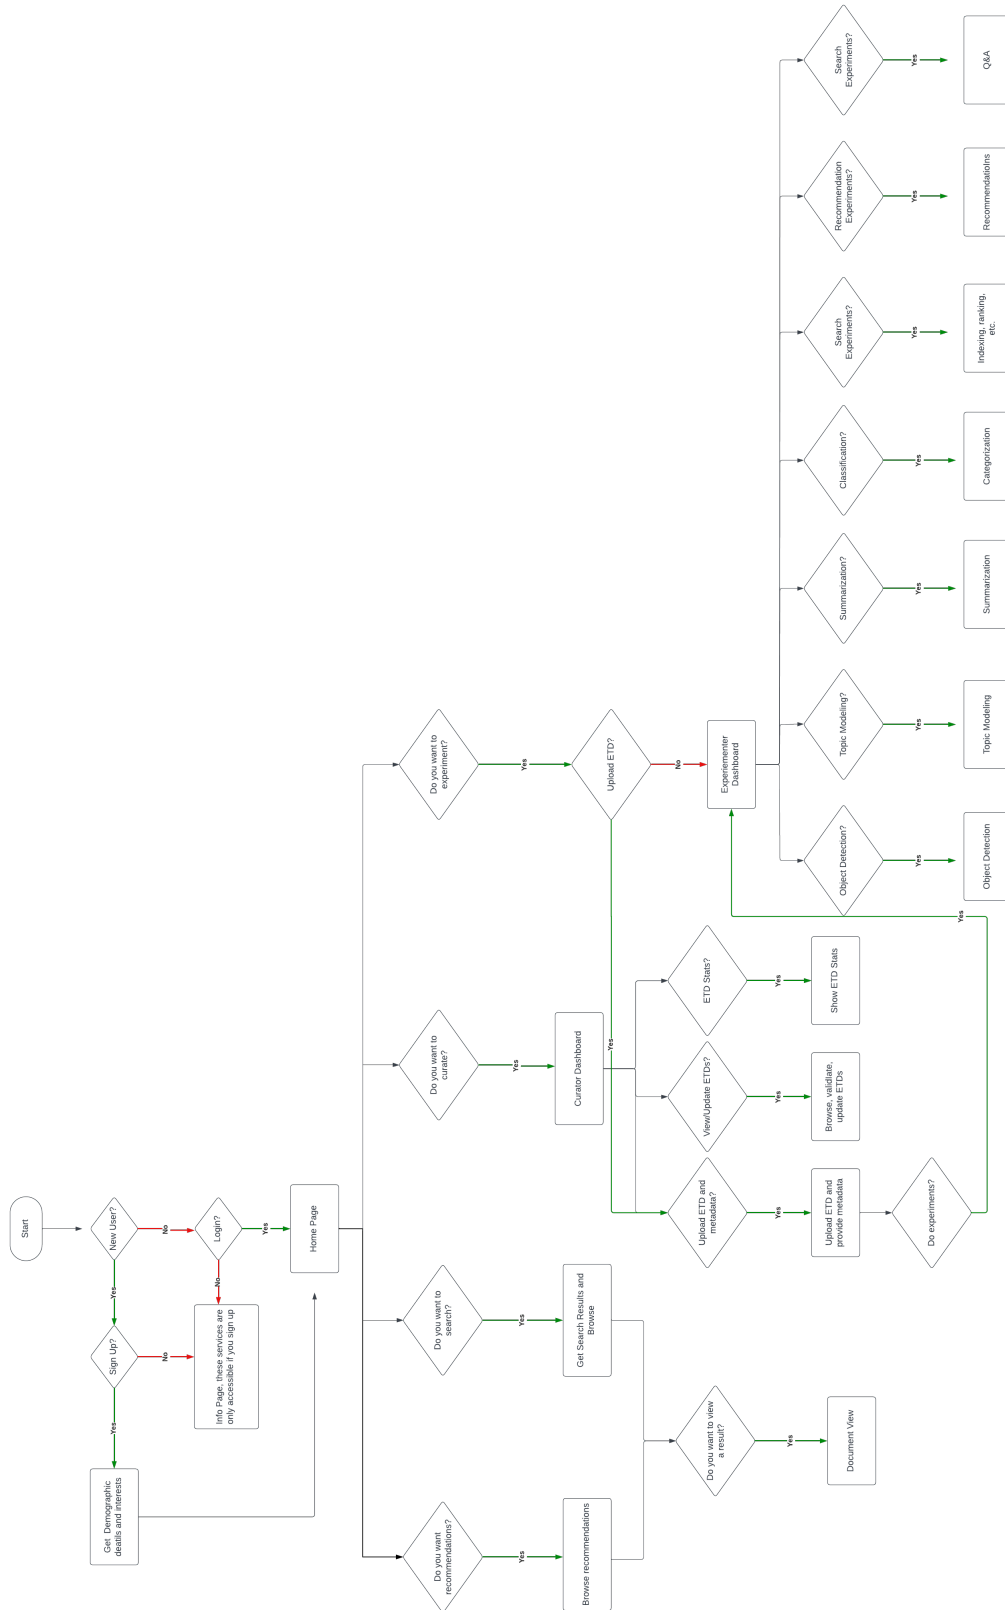 Start
New User?
No
Yes
Login?
Yes
No
Sign Up?
No
Yes
Info Page, these services are
only accessible if you sign up
Get  Demographic
deatils and interests
Home Page
Do you want
recommendations?
Yes
Browse recommendations
Do you want to
search?
Yes
Get Search Results and
Browse
Do you want to view
a result?
Yes
Document View
Do you want to
curate?
Yes
Curator Dashboard
Upload ETD and
metadata?
Yes
Upload ETD and
provide metadata
Do experiments?
Yes
View/Update ETDs?
Yes
Browse, validlate,
update ETDs
ETD Stats?
Yes
Show ETD Stats
Do you want to
experiment?
Yes
Upload ETD?
Yes
No
Experiementer
Dashboard
Object Detection?
Yes
Object Detection
Topic Modeling?
Yes
Topic Modeling
Summarization?
Yes
Summarization
Classification?
Yes
Categorization
Search
Experiments?
Yes
Indexing, ranking,
etc.
Recommendation
Experiments?
Yes
Recommendatiolns
Search
Experiments?
Yes
Q&A